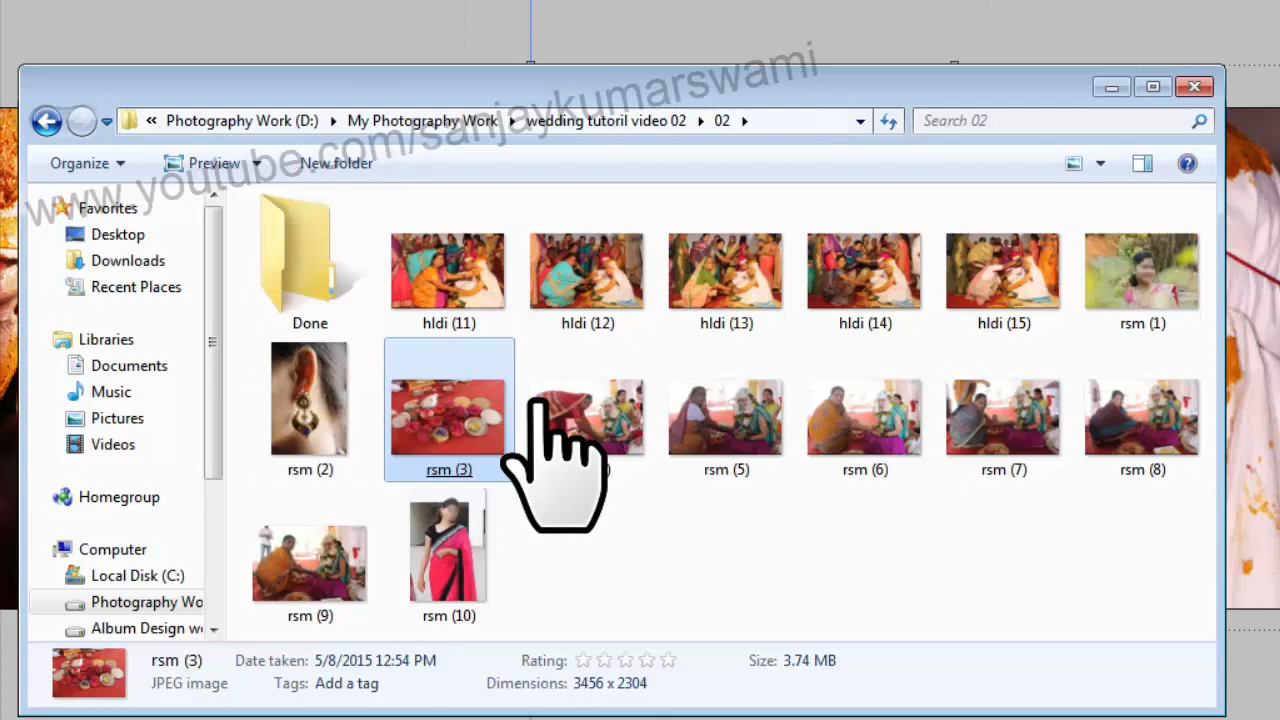 www.youtube.com/sanjaykumarswami
« Photography Work (D:) My Photography Work wedding tutoril video 02 02
Search 02
Organize Preview New folder
Favorites
Desktop
Downloads
Recent Places
Libraries
Documents
Music
Pictures
Videos
Homegroup
Computer
Local Disk (C:)
Photography Wo
Album Design w
Done hldi (11) hldi (12) hldi (13) hldi (14) hldi (15) rsm (1)
rsm (2) rsm (3) rsm (5) rsm (6) rsm (7) rsm (8)
rsm (9) rsm (10)
rsm (3) Date taken: 5/8/2015 12:54 PM Rating: Size: 3.74 MB
JPEG image Tags: Add a tag Dimensions: 3456 x 2304